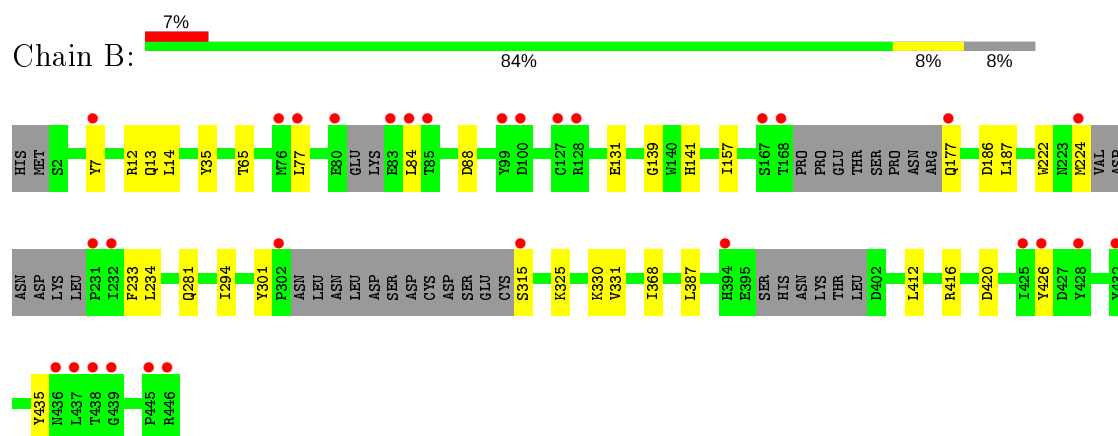 7%
Chain B:
84% 8% 8%
HIS MET S2 Y7 R12 Q13 L14 Y35 T65 M76 L77 E80 GLU LYS E83 L84 T85 D88 Y99 D100 C127 R128 E131 G139 W140 H141 I157 S167 T168 PRO PRO GLU THR SER PRO ASN ARG Q177 D186 L187 W222 N223 M224 VAL ASP
ASN ASP LYS LEU P231 I232 F233 L234 Q281 I294 Y301 P302 ASN LEU ASN LEU ASP SER ASP CYS ASP SER GLU CYS S315 K325 K330 V331 I368 L387 H394 E395 SER HIS ASN LYS THR LEU D402 L412 R416 D420 I425 Y426 D427 Y428 Y432
Y435 N436 L437 T438 G439 P445 R446